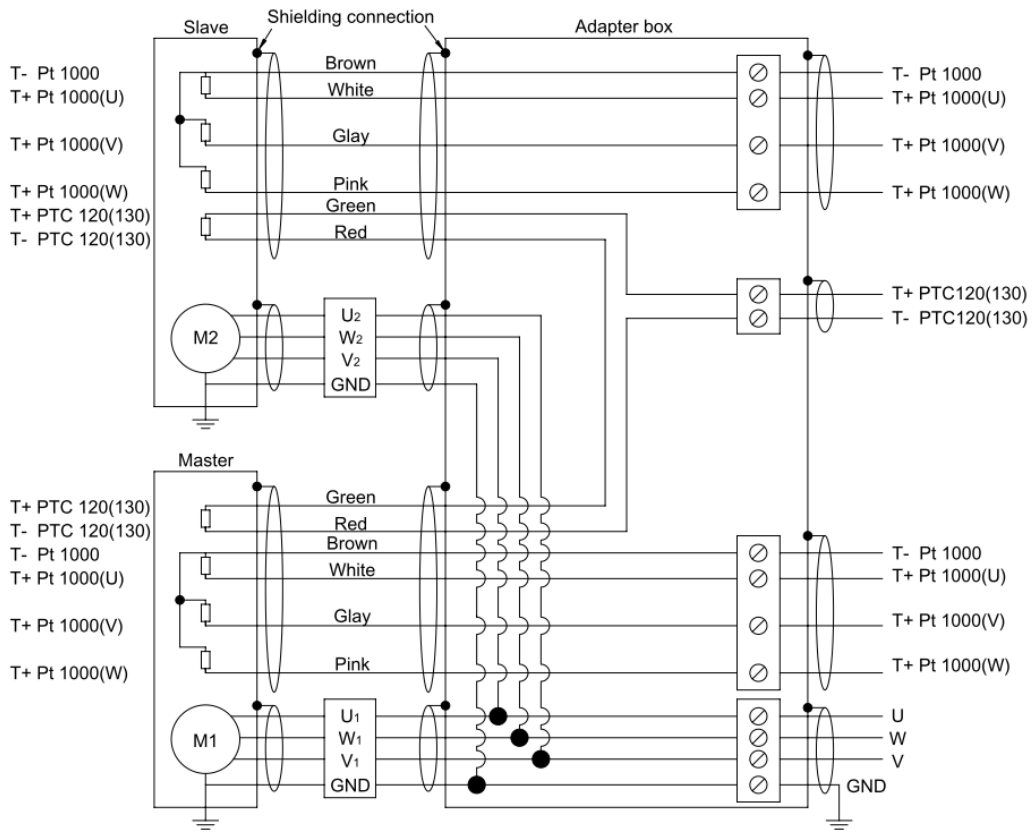 Shielding connection
Slave
Adapter box
T- Pt 1000
Brown
T- Pt 1000
T+ Pt 1000(U)
White
T+ Pt 1000(U)
T+ Pt 1000(V)
Glay
T+ Pt 1000(V)
T+ Pt 1000(W)
Pink
T+ Pt 1000(W)
T+ PTC 120(130)
Green
T- PTC 120(130)
Red
T+ PTC120(130)
T- PTC120(130)
M2
U2
W2
V2
GND
Master
T+ PTC 120(130)
Green
T- PTC 120(130)
Red
T- Pt 1000
Brown
T- Pt 1000
T+ Pt 1000(U)
White
T+ Pt 1000(U)
T+ Pt 1000(V)
Glay
T+ Pt 1000(V)
T+ Pt 1000(W)
Pink
T+ Pt 1000(W)
M1
U1
U
W1
W
V1
V
GND
GND